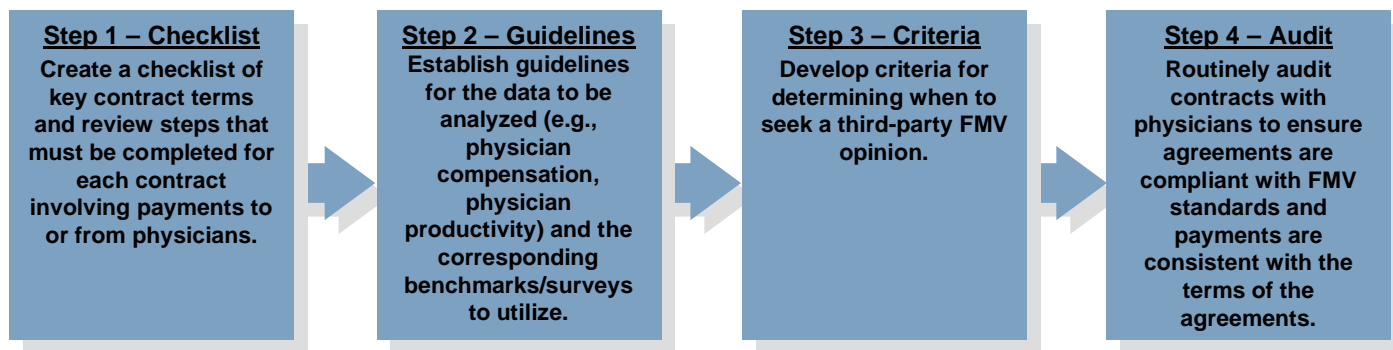 Step 1 – Checklist
Create a checklist of
key contract terms
and review steps that
must be completed for
each contract
involving payments to
or from physicians.
Step 2 – Guidelines
Establish guidelines
for the data to be
analyzed (e.g.,
physician
compensation,
physician
productivity) and the
corresponding
benchmarks/surveys
to utilize.
Step 3 – Criteria
Develop criteria for
determining when to
seek a third-party FMV
opinion.
Step 4 – Audit
Routinely audit
contracts with
physicians to ensure
agreements are
compliant with FMV
standards and
payments are
consistent with the
terms of the
agreements.